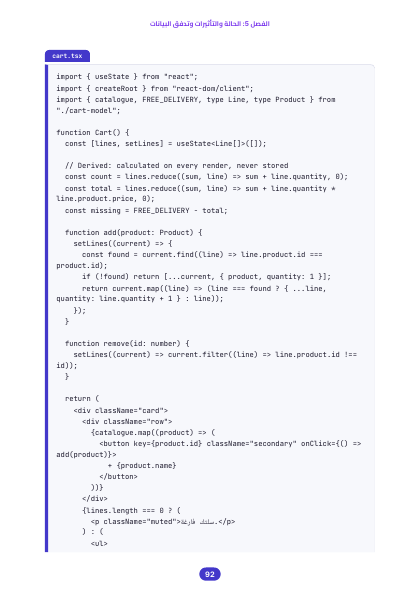 الفصل 5: الحالة والتأثيرات وتدفق البيانات
cart.tsx
import { useState } from "react";
import { createRoot } from "react-dom/client";
import { catalogue, FREE_DELIVERY, type Line, type Product } from
"./cart-model";
function Cart() {
  const [lines, setLines] = useState<Line[]>([]);
  // Derived: calculated on every render, never stored
  const count = lines.reduce((sum, line) => sum + line.quantity, 0);
  const total = lines.reduce((sum, line) => sum + line.quantity *
line.product.price, 0);
  const missing = FREE_DELIVERY - total;
  function add(product: Product) {
    setLines((current) => {
      const found = current.find((line) => line.product.id ===
product.id);
      if (!found) return [...current, { product, quantity: 1 }];
      return current.map((line) => (line === found ? { ...line,
quantity: line.quantity + 1 } : line));
    });
  }
  function remove(id: number) {
    setLines((current) => current.filter((line) => line.product.id !==
id));
  }
  return (
    <div className="card">
      <div className="row">
        {catalogue.map((product) => (
          <button key={product.id} className="secondary" onClick={() =>
add(product)}>
            + {product.name}
          </button>
        ))}
      </div>
      {lines.length === 0 ? (
        <p className="muted">سلتك فارغة.</p>
      ) : (
        <ul>
92